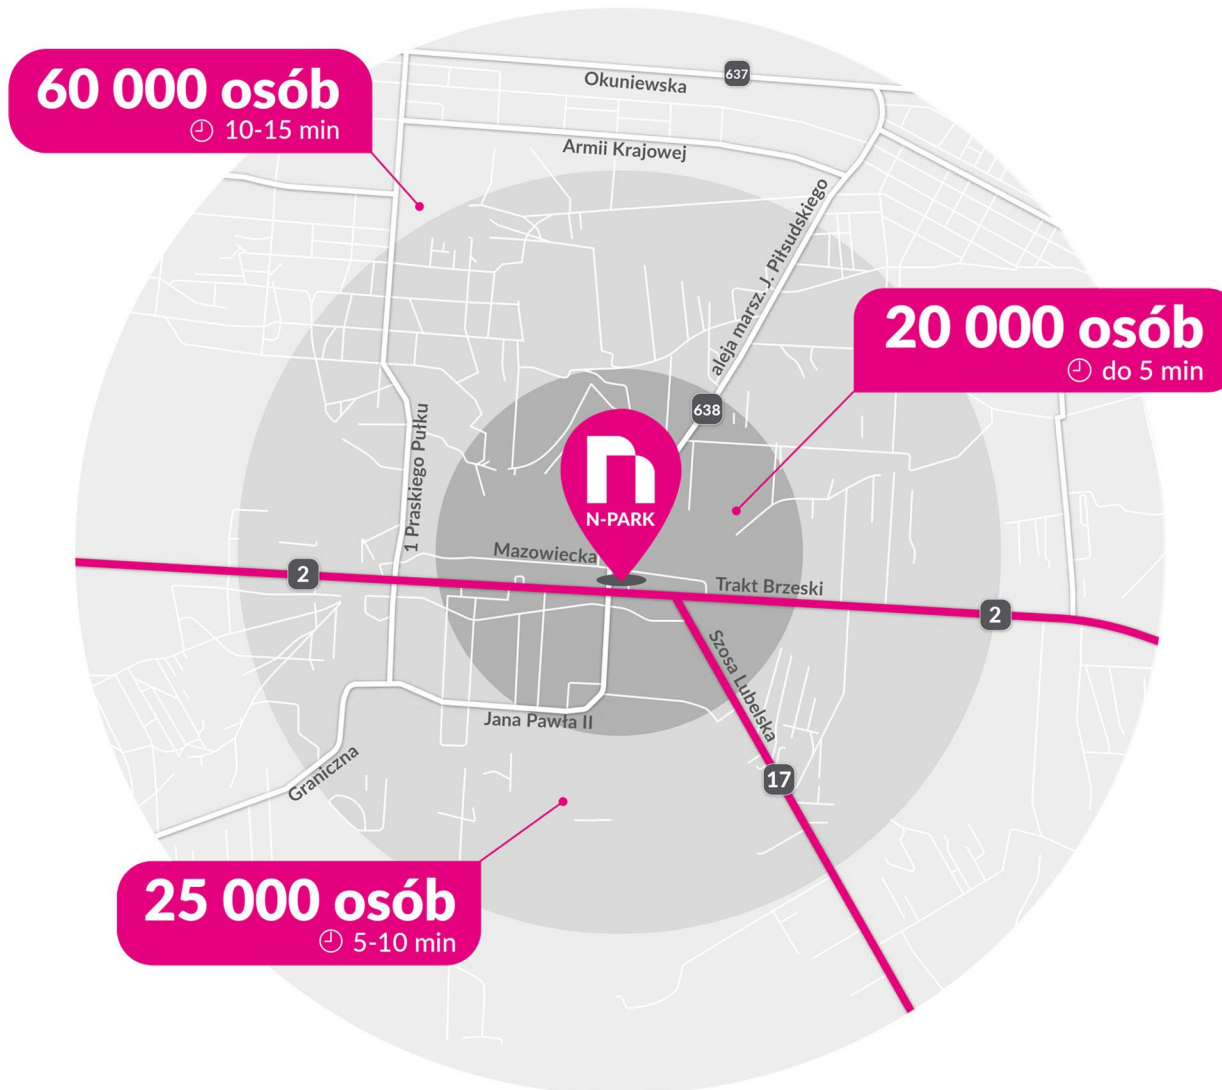 637
Okuniewska
60 000 osób
10-15 min
Armii Krajowej
aleja marsz. J. Piłsudskiego
20 000 osób
do 5 min
638
1 Praskiego Pułku
N-PARK
Mazowiecka
2
Trakt Brzeski
2
Szosa Lubelska
Jana Pawła II
17
Graniczna
25 000 osób
5-10 min